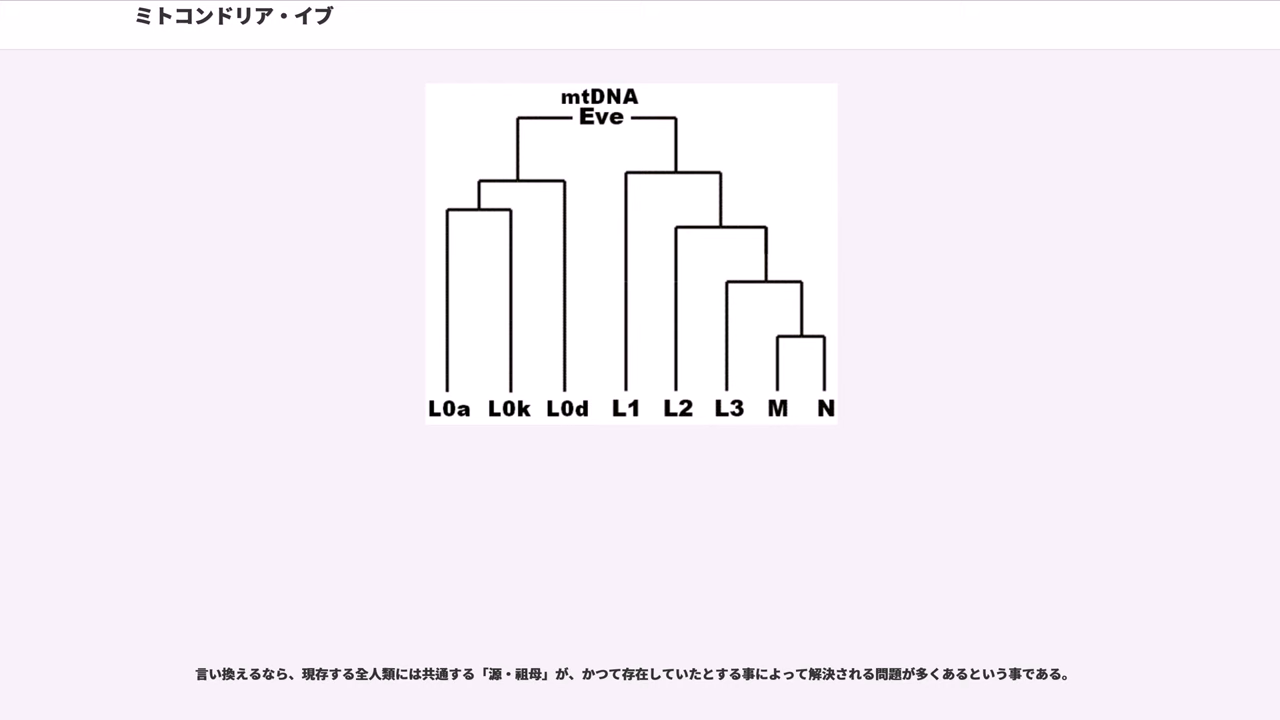 ミトコンドリア・イブ
mtDNA
Eve
L0a L0k L0d L1 L2 L3 M N
言い換えるなら、現存する全人類には共通する「源・祖母」が、かつて存在していたとする事によって解決される問題が多くあるという事である。